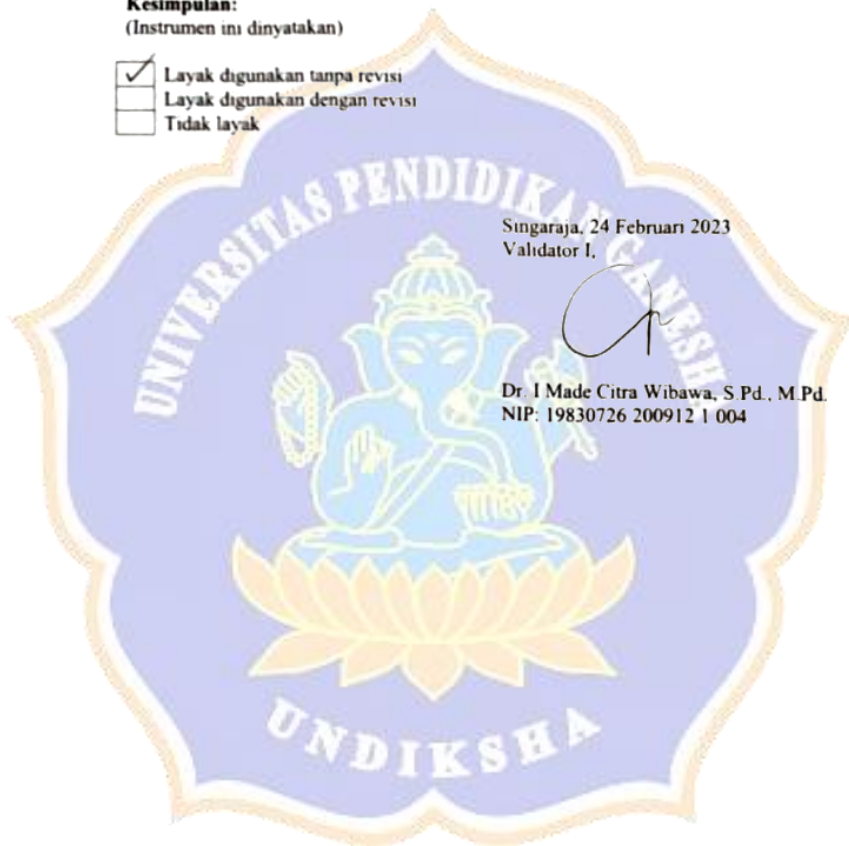 Kesimpulan:
(Instrumen ini dinyatakan)
Layak digunakan tanpa revisi
Layak digunakan dengan revisi
Tidak layak
UNIVERSITAS PENDIDIKAN GANESHA
Singaraja, 24 Februari 2023
Validator I,
Dr. I Made Citra Wibawa, S.Pd., M.Pd.
NIP: 19830726 200912 1 004
UNDIKSHA